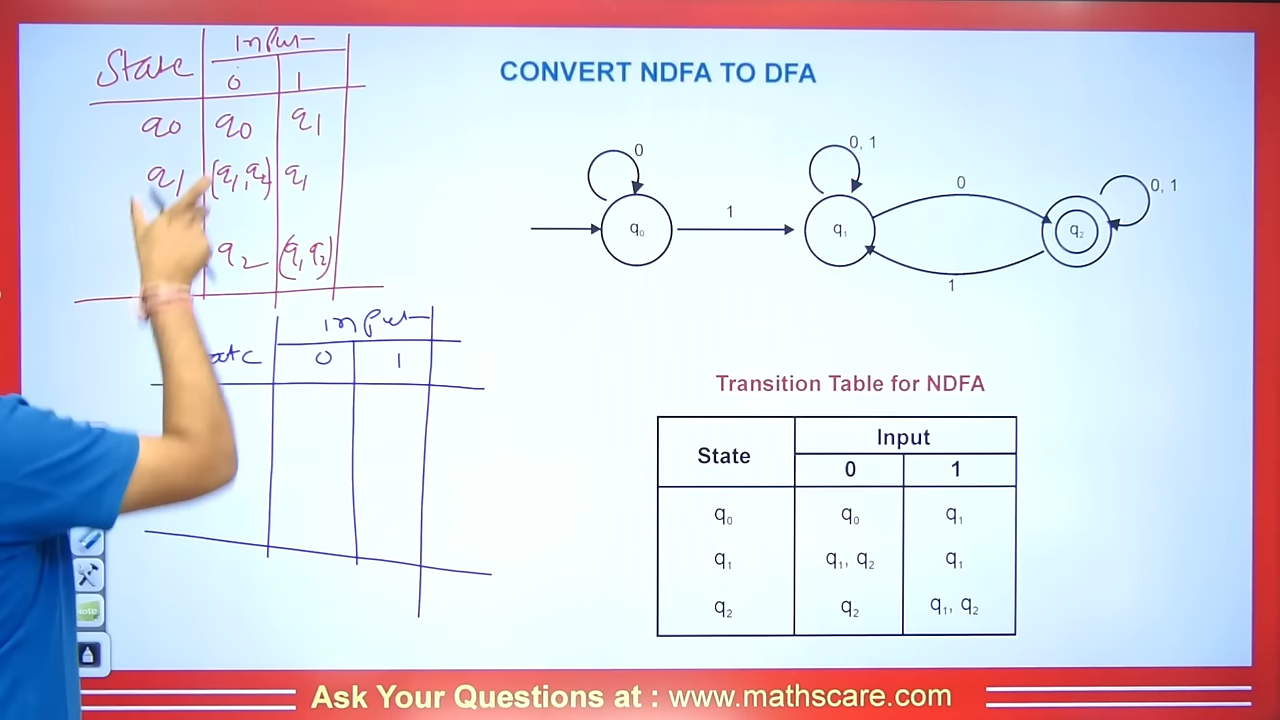 Input
State
0 1
q0 q0 q1
q1 (q1, q2) q1
q2 (q1 q2)
Input
0 1
CONVERT NDFA TO DFA
0
0, 1
0
0, 1
1
q₀
q₁
q₂
1
Transition Table for NDFA
State Input
0 1
q₀ q₀ q₁
q₁ q₁, q₂ q₁
q₂ q₂ q₁, q₂
Note
Ask Your Questions at : www.mathscare.com